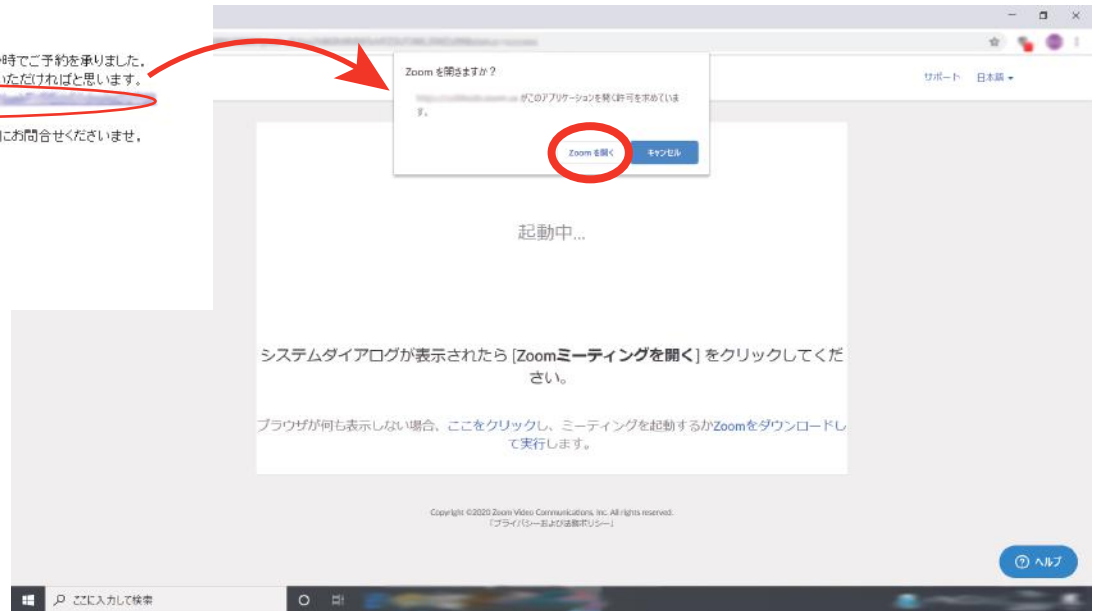 時でご予約を承りました。
いただければと思います。
にお問合せくださいませ。
サポート 日本語
Zoom を開きますか？
がこのアプリケーションを開く許可を求めていま
す。
Zoom を開く キャンセル
起動中...
システムダイアログが表示されたら [Zoomミーティングを開く] をクリックしてくだ
さい。
ブラウザが何も表示しない場合、ここをクリックし、ミーティングを起動するかZoomをダウンロードし
て実行します。
Copyright ©2020 Zoom Video Communications, Inc. All rights reserved.
「プライバシーおよび法務ポリシー」
ヘルプ
ここに入力して検索